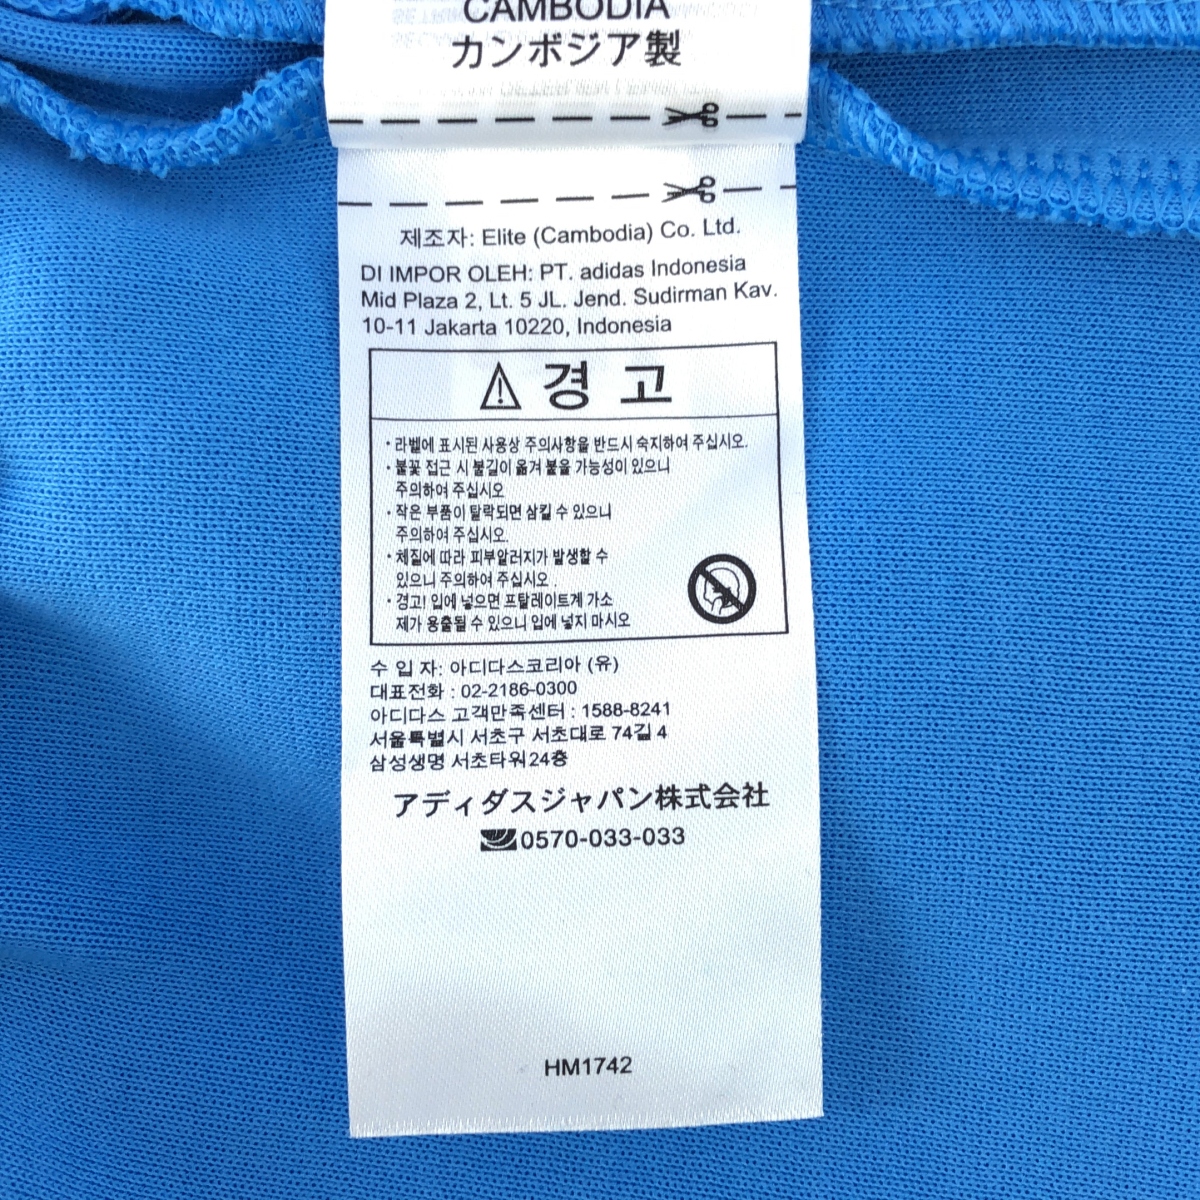 CAMBODIA
カンボジア製
제조자: Elite (Cambodia) Co. Ltd.
DI IMPOR OLEH: PT. adidas Indonesia
Mid Plaza 2, Lt. 5 JL. Jend. Sudirman Kav.
10-11 Jakarta 10220, Indonesia
경 고
· 라벨에 표시된 사용상 주의사항을 반드시 숙지하여 주십시오.
· 불꽃 접근 시 불길이 옮겨 붙을 가능성이 있으니
주의하여 주십시오
· 작은 부품이 탈락되면 삼킬 수 있으니
주의하여 주십시오.
· 체질에 따라 피부알러지가 발생할 수
있으니 주의하여 주십시오 .
· 경고! 입에 넣으면 프탈레이트계 가소
제가 용출될 수 있으니 입에 넣지 마시오
수 입 자: 아디다스코리아 (유)
대표전화 : 02-2186-0300
아디다스 고객만족센터 : 1588-8241
서울특별시 서초구 서초대로 74길 4
삼성생명 서초타워24층
アディダスジャパン株式会社
0570-033-033
HM1742